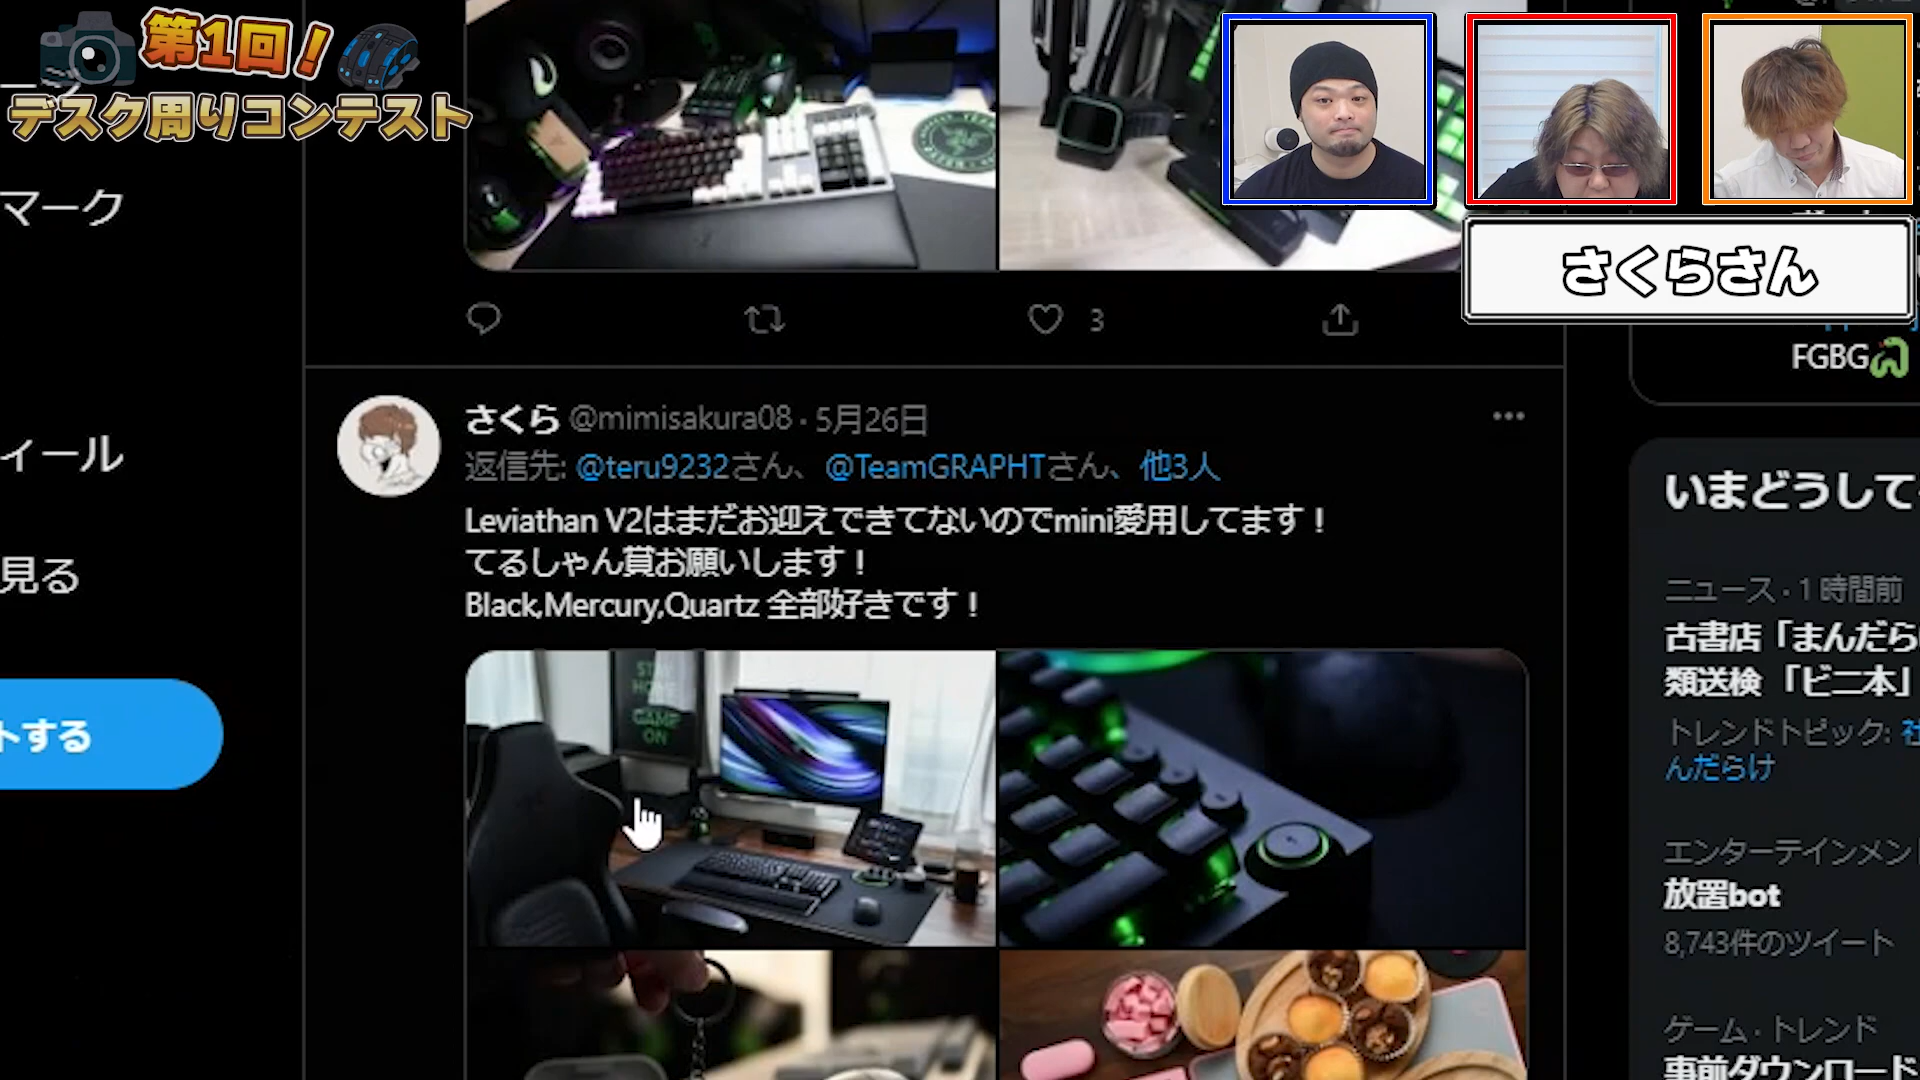 第1回！
デスク周りコンテスト
マーク
ィール
見る
トする
3
さくらさん
FGBG
さくら @mimisakura08 · 5月26日
返信先: @teru9232さん、@TeamGRAPHTさん、他3人
Leviathan V2はまだお迎えできてないのでmini愛用してます！
てるしゃん賞お願いします！
Black,Mercury,Quartz 全部好きです！
STAY
HOME
GAME
ON
いまどうして
ニュース · 1 時間前
古書店「まんだら
類送検 「ビニ本」
トレンドトピック: 社
んだらけ
エンターテインメント
放置bot
8,743件のツイート
ゲーム · トレンド
事前ダウンロード